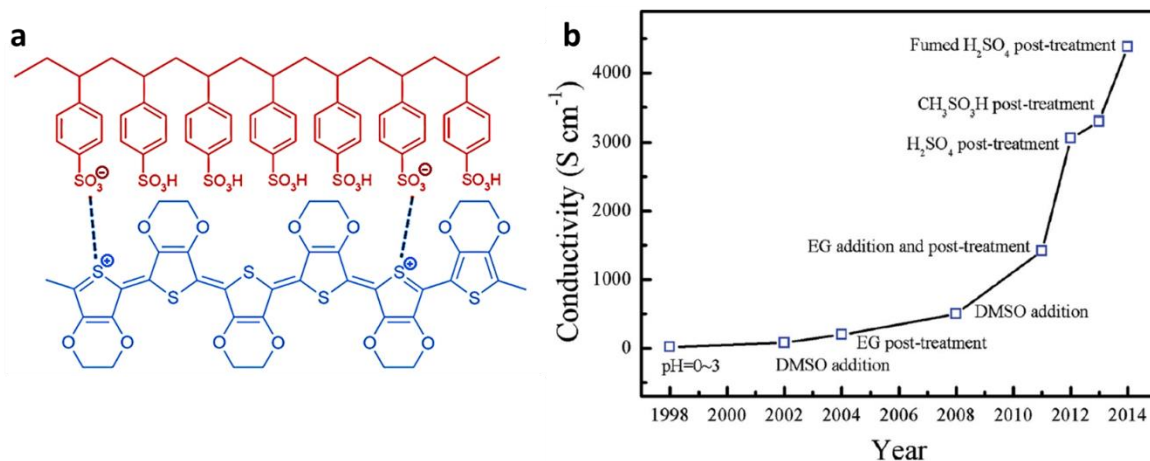 a
SO₃⊖ SO₃H SO₃H SO₃H SO₃H SO₃⊖ SO₃H
O O O O O O
S⊕ S S⊕
S S S
O O O O O O
b
Conductivity (S cm⁻¹)
4000
3000
2000
1000
0
Fumed H₂SO₄ post-treatment
CH₃SO₃H post-treatment
H₂SO₄ post-treatment
EG addition and post-treatment
DMSO addition
EG post-treatment
pH=0~3
DMSO addition
1998 2000 2002 2004 2006 2008 2010 2012 2014
Year